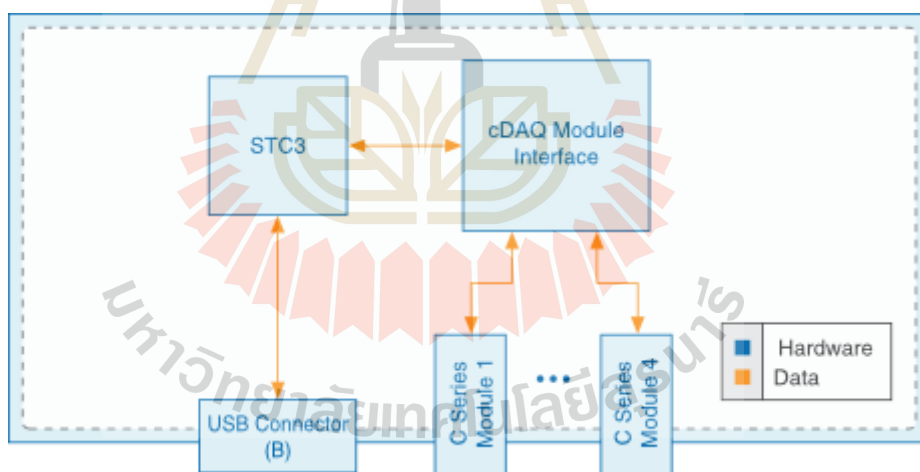 STC3
cDAQ Module
Interface
Hardware
Data
C Series
Module 1
C Series
Module 4
USB Connector
(B)
มหาวิทยาลัยเทคโนโลยีสุรนารี